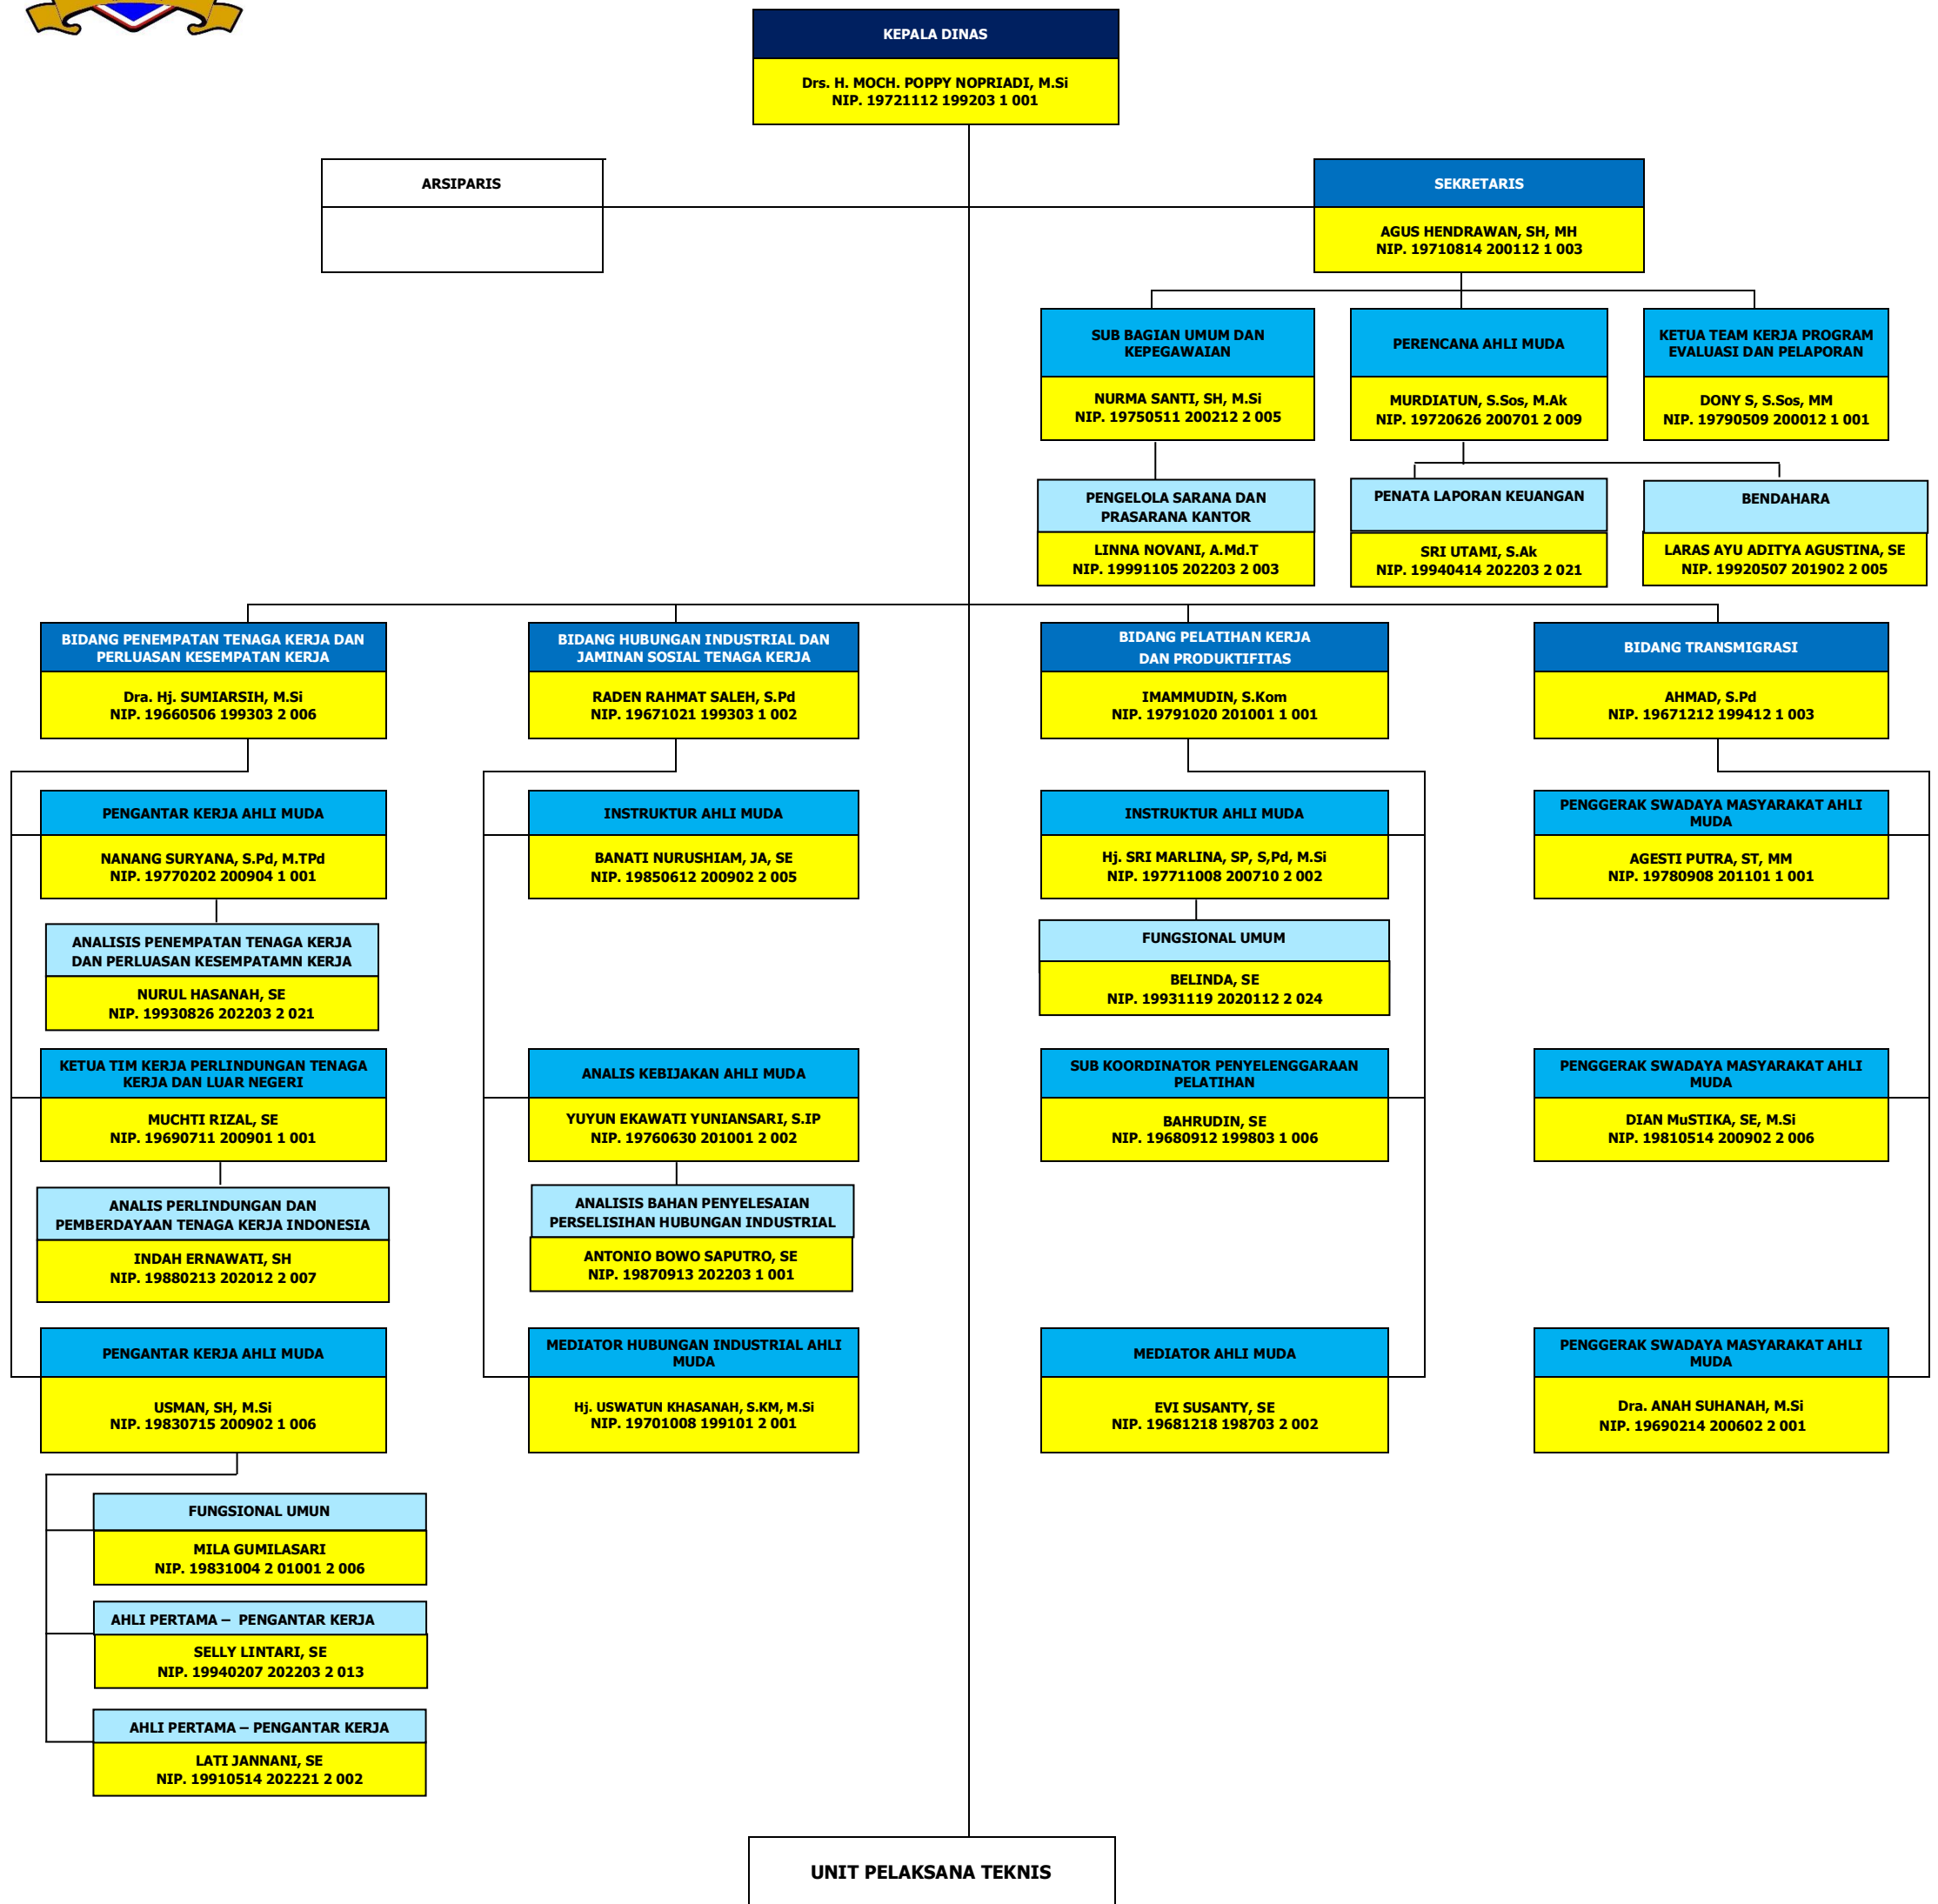 KEPALA DINAS
Drs. H. MOCH. POPPY NOPRIADI, M.Si
NIP. 19721112 199203 1 001
ARSIPARIS
SEKRETARIS
AGUS HENDRAWAN, SH, MH
NIP. 19710814 200112 1 003
SUB BAGIAN UMUM DAN
KEPEGAWAIAN
NURMA SANTI, SH, M.Si
NIP. 19750511 200212 2 005
PERENCANA AHLI MUDA
MURDIATUN, S.Sos, M.Ak
NIP. 19720626 200701 2 009
KETUA TEAM KERJA PROGRAM
EVALUASI DAN PELAPORAN
DONY S, S.Sos, MM
NIP. 19790509 200012 1 001
PENGELOLA SARANA DAN
PRASARANA KANTOR
LINNA NOVANI, A.Md.T
NIP. 19991105 202203 2 003
PENATA LAPORAN KEUANGAN
SRI UTAMI, S.Ak
NIP. 19940414 202203 2 021
BENDAHARA
LARAS AYU ADITYA AGUSTINA, SE
NIP. 19920507 201902 2 005
BIDANG PENEMPATAN TENAGA KERJA DAN
PERLUASAN KESEMPATAN KERJA
Dra. Hj. SUMIARSIH, M.Si
NIP. 19660506 199303 2 006
PENGANTAR KERJA AHLI MUDA
NANANG SURYANA, S.Pd, M.TPd
NIP. 19770202 200904 1 001
ANALISIS PENEMPATAN TENAGA KERJA
DAN PERLUASAN KESEMPATAMN KERJA
NURUL HASANAH, SE
NIP. 19930826 202203 2 021
KETUA TIM KERJA PERLINDUNGAN TENAGA
KERJA DAN LUAR NEGERI
MUCHTI RIZAL, SE
NIP. 19690711 200901 1 001
ANALIS PERLINDUNGAN DAN
PEMBERDAYAAN TENAGA KERJA INDONESIA
INDAH ERNAWATI, SH
NIP. 19880213 202012 2 007
PENGANTAR KERJA AHLI MUDA
USMAN, SH, M.Si
NIP. 19830715 200902 1 006
FUNGSIONAL UMUN
MILA GUMILASARI
NIP. 19831004 2 01001 2 006
AHLI PERTAMA – PENGANTAR KERJA
SELLY LINTARI, SE
NIP. 19940207 202203 2 013
AHLI PERTAMA – PENGANTAR KERJA
LATI JANNANI, SE
NIP. 19910514 202221 2 002
BIDANG HUBUNGAN INDUSTRIAL DAN
JAMINAN SOSIAL TENAGA KERJA
RADEN RAHMAT SALEH, S.Pd
NIP. 19671021 199303 1 002
INSTRUKTUR AHLI MUDA
BANATI NURUSHIAM, JA, SE
NIP. 19850612 200902 2 005
ANALIS KEBIJAKAN AHLI MUDA
YUYUN EKAWATI YUNIANSARI, S.IP
NIP. 19760630 201001 2 002
ANALISIS BAHAN PENYELESAIAN
PERSELISIHAN HUBUNGAN INDUSTRIAL
ANTONIO BOWO SAPUTRO, SE
NIP. 19870913 202203 1 001
MEDIATOR HUBUNGAN INDUSTRIAL AHLI
MUDA
Hj. USWATUN KHASANAH, S.KM, M.Si
NIP. 19701008 199101 2 001
BIDANG PELATIHAN KERJA
DAN PRODUKTIFITAS
IMAMMUDIN, S.Kom
NIP. 19791020 201001 1 001
INSTRUKTUR AHLI MUDA
Hj. SRI MARLINA, SP, S,Pd, M.Si
NIP. 197711008 200710 2 002
FUNGSIONAL UMUM
BELINDA, SE
NIP. 19931119 2020112 2 024
SUB KOORDINATOR PENYELENGGARAAN
PELATIHAN
BAHRUDIN, SE
NIP. 19680912 199803 1 006
MEDIATOR AHLI MUDA
EVI SUSANTY, SE
NIP. 19681218 198703 2 002
BIDANG TRANSMIGRASI
AHMAD, S.Pd
NIP. 19671212 199412 1 003
PENGGERAK SWADAYA MASYARAKAT AHLI
MUDA
AGESTI PUTRA, ST, MM
NIP. 19780908 201101 1 001
PENGGERAK SWADAYA MASYARAKAT AHLI
MUDA
DIAN MuSTIKA, SE, M.Si
NIP. 19810514 200902 2 006
PENGGERAK SWADAYA MASYARAKAT AHLI
MUDA
Dra. ANAH SUHANAH, M.Si
NIP. 19690214 200602 2 001
UNIT PELAKSANA TEKNIS